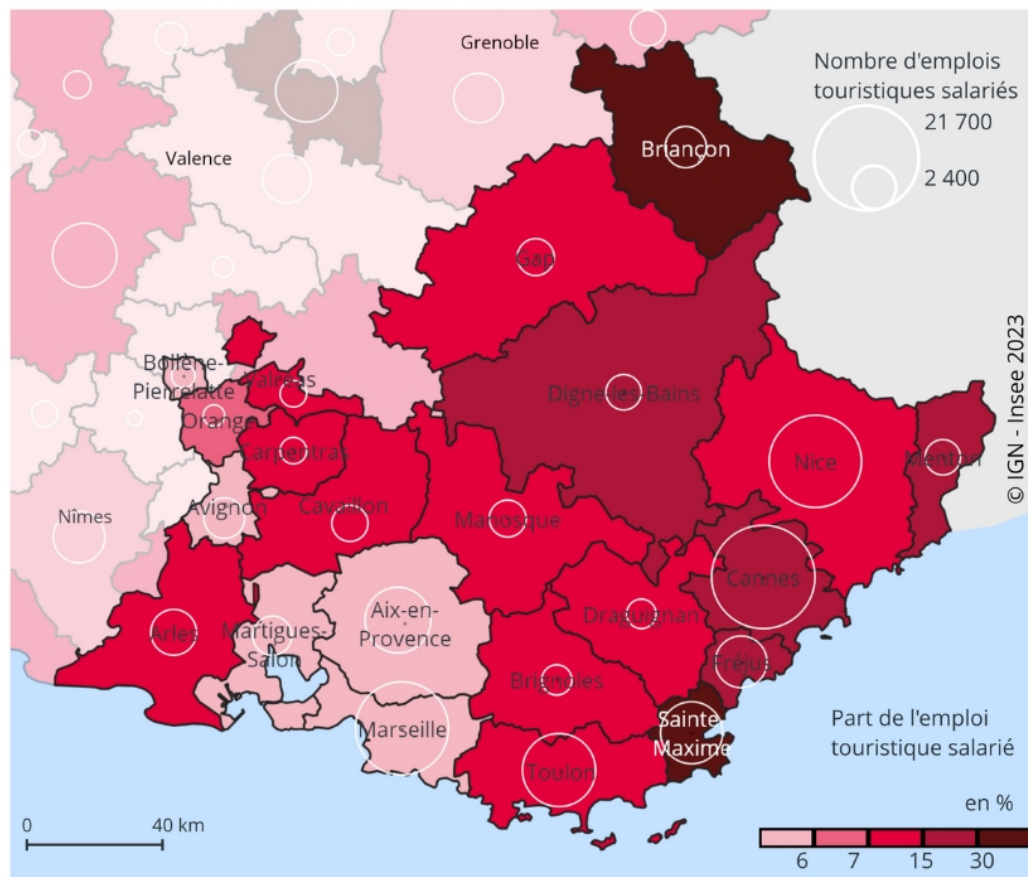 Grenoble
Nombre d'emplois
touristiques salariés
21 700
2 400
Valence
Briançon
Gap
Bollène-
Pierrelatte
Valréas
Orange
Digne-les-Bains
Carpentras
Nice
Menton
© IGN - Insee 2023
Nîmes
Avignon
Cavaillon
Manosque
Cannes
Arles
Martigues-
Salon
Aix-en-
Provence
Draguignan
Fréjus
Brignoles
Marseille
Sainte-
Maxime
Toulon
Part de l'emploi
touristique salarié
en %
0
40 km
6
7
15
30